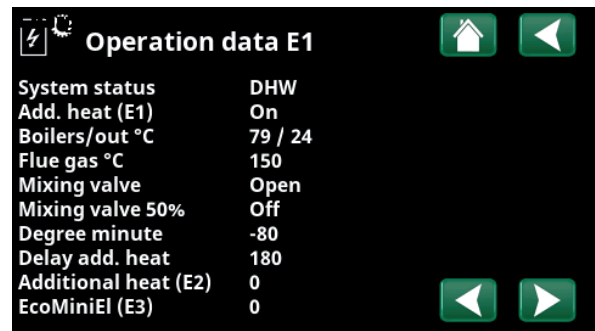 Operation data E1
System status DHW
Add. heat (E1) On
Boilers/out °C 79 / 24
Flue gas °C 150
Mixing valve Open
Mixing valve 50% Off
Degree minute -80
Delay add. heat 180
Additional heat (E2) 0
EcoMiniEl (E3) 0